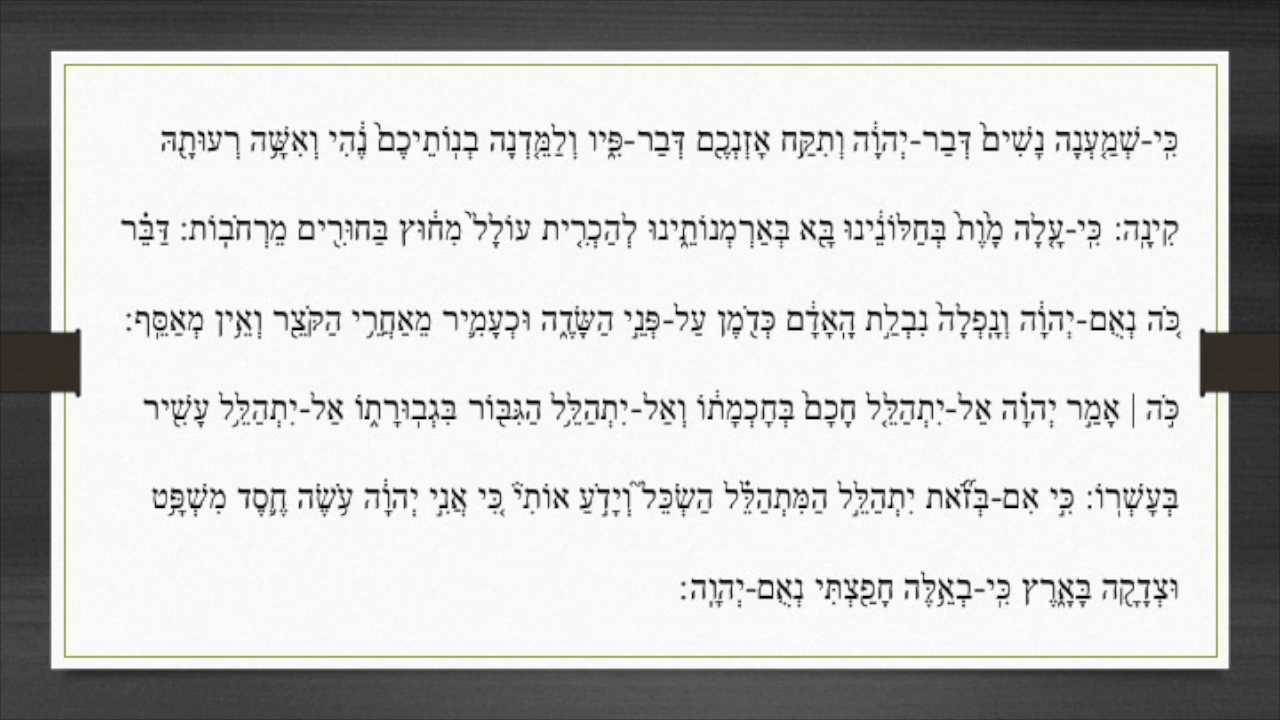 כִּֽי-שְׁמַ֤עְנָה נָשִׁים֙ דְּבַר-יְהוָ֔ה וְתִקַּ֥ח אָזְנְכֶ֖ם דְּבַר-פִּ֑יו וְלַמֵּ֤דְנָה בְנֽוֹתֵיכֶם֙ נֶ֔הִי וְאִשָּׁ֥ה רְעוּתָ֖הּ
קִינָֽה׃ כִּֽי-עָ֤לָה מָ֙וֶת֙ בְּחַלּוֹנֵ֔ינוּ בָּ֖א בְּאַרְמְנוֹתֵ֑ינוּ לְהַכְרִ֤ית עוֹלָל֙ מִח֔וּץ בַּחוּרִ֖ים מֵרְחֹבֽוֹת׃ דַּבֵּ֗ר
כֹּ֚ה נְאֻם-יְהוָ֔ה וְנָֽפְלָה֙ נִבְלַ֣ת הָֽאָדָ֔ם כְּדֹ֖מֶן עַל-פְּנֵ֣י הַשָּׂדֶ֑ה וּכְעָמִ֛יר מֵאַחֲרֵ֥י הַקֹּצֵ֖ר וְאֵ֥ין מְאַסֵּֽף׃
כֹּ֣ה | אָמַ֣ר יְהוָ֗ה אַל-יִתְהַלֵּ֤ל חָכָם֙ בְּחָכְמָת֔וֹ וְאַל-יִתְהַלֵּ֥ל הַגִּבּ֖וֹר בִּגְבֽוּרָת֑וֹ אַל-יִתְהַלֵּ֥ל עָשִׁ֖יר
בְּעָשְׁרֽוֹ׃ כִּ֣י אִם-בְּזֹ֞את יִתְהַלֵּ֣ל הַמִּתְהַלֵּ֗ל הַשְׂכֵּל֮ וְיָדֹ֣עַ אוֹתִי֒ כִּ֚י אֲנִ֣י יְהוָ֔ה עֹ֥שֶׂה חֶ֛סֶד מִשְׁפָּ֥ט
וּצְדָקָ֖ה בָּאָ֑רֶץ כִּֽי-בְאֵ֥לֶּה חָפַ֖צְתִּי נְאֻם-יְהוָֽה׃